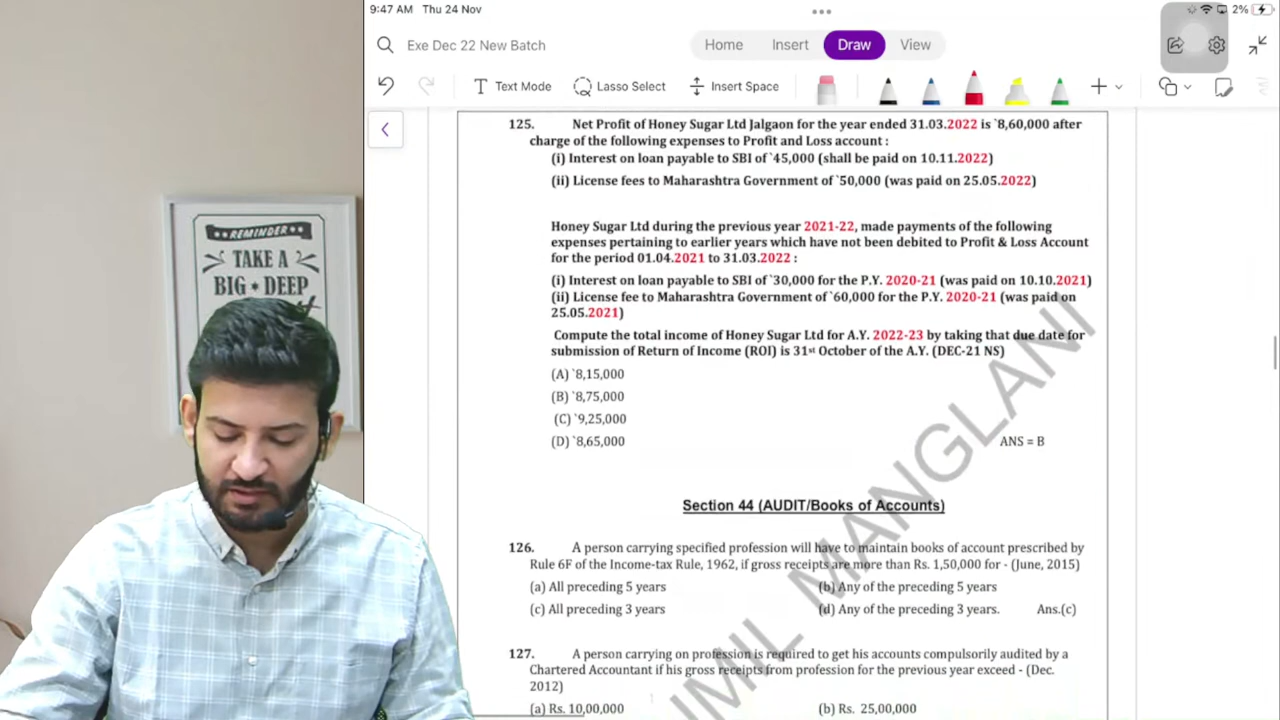 9:47 AM Thu 24 Nov
2%
Exe Dec 22 New Batch
Home Insert Draw View
Text Mode Lasso Select Insert Space
REMINDER
TAKE A
BIG DEEP
125. Net Profit of Honey Sugar Ltd Jalgaon for the year ended 31.03.2022 is `8,60,000 after
charge of the following expenses to Profit and Loss account :
(i) Interest on loan payable to SBI of `45,000 (shall be paid on 10.11.2022)
(ii) License fees to Maharashtra Government of `50,000 (was paid on 25.05.2022)
Honey Sugar Ltd during the previous year 2021-22, made payments of the following
expenses pertaining to earlier years which have not been debited to Profit & Loss Account
for the period 01.04.2021 to 31.03.2022 :
(i) Interest on loan payable to SBI of `30,000 for the P.Y. 2020-21 (was paid on 10.10.2021)
(ii) License fee to Maharashtra Government of `60,000 for the P.Y. 2020-21 (was paid on
25.05.2021)
Compute the total income of Honey Sugar Ltd for A.Y. 2022-23 by taking that due date for
submission of Return of Income (ROI) is 31st October of the A.Y. (DEC-21 NS)
(A) `8,15,000
(B) `8,75,000
(C) `9,25,000
(D) `8,65,000 ANS = B
Section 44 (AUDIT/Books of Accounts)
126. A person carrying specified profession will have to maintain books of account prescribed by
Rule 6F of the Income-tax Rule, 1962, if gross receipts are more than Rs. 1,50,000 for - (June, 2015)
(a) All preceding 5 years (b) Any of the preceding 5 years
(c) All preceding 3 years (d) Any of the preceding 3 years. Ans.(c)
127. A person carrying on profession is required to get his accounts compulsorily audited by a
Chartered Accountant if his gross receipts from profession for the previous year exceed - (Dec.
2012)
(a) Rs. 10,00,000 (b) Rs. 25,00,000
MANGLANI